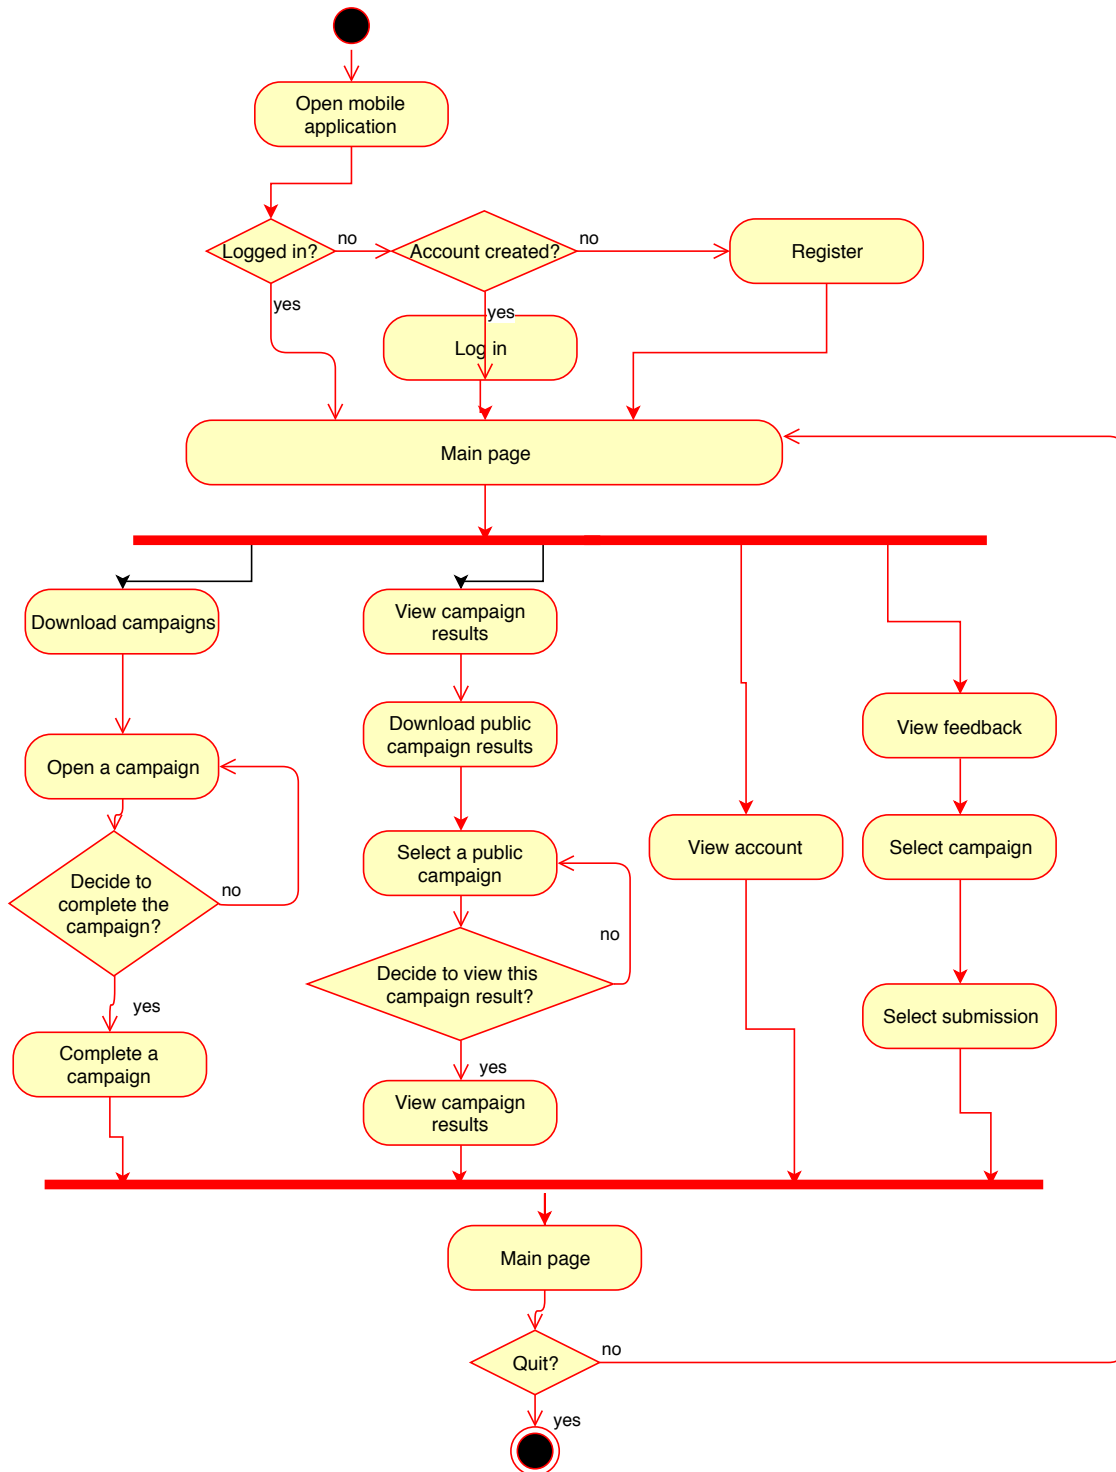 Open mobile
application
Logged in?
no
Account created?
no
Register
yes
yes
Log in
Main page
Download campaigns
View campaign
results
Download public
campaign results
View feedback
Open a campaign
Select a public
campaign
View account
Select campaign
Decide to
complete the
campaign?
no
no
Decide to view this
campaign result?
Select submission
yes
Complete a
campaign
yes
View campaign
results
Main page
Quit?
no
yes